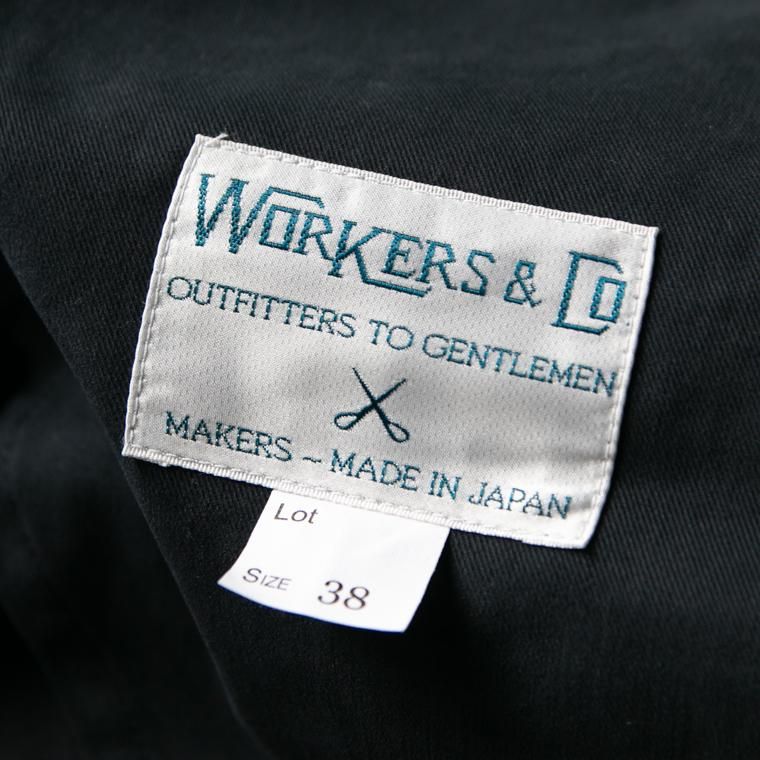 WORKERS & CO
OUTFITTERS TO GENTLEMEN
MAKERS ~ MADE IN JAPAN
Lot
SIZE 38